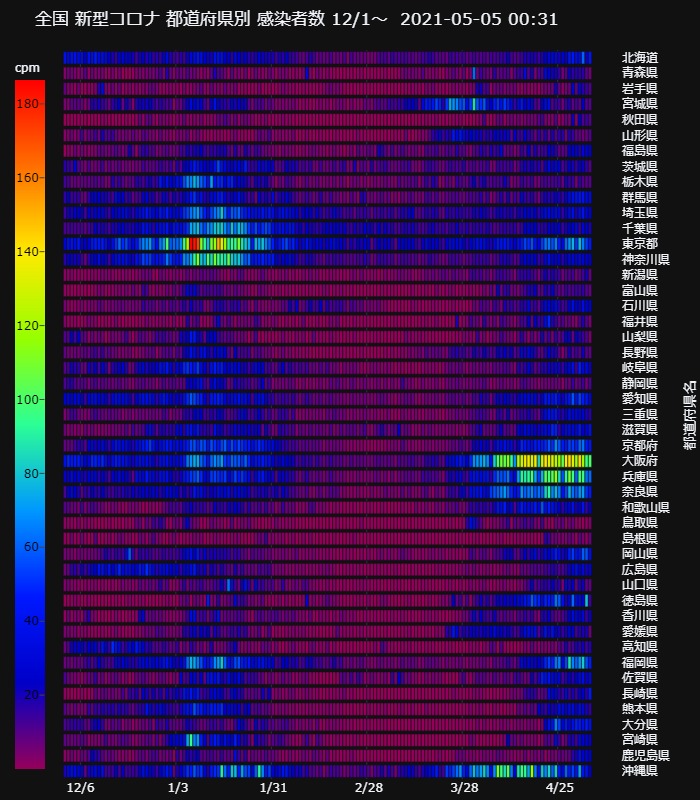 全国 新型コロナ 都道府県別 感染者数 12/1～ 2021-05-05 00:31
cpm
180
160
140
120
100
80
60
40
20
北海道
青森県
岩手県
宮城県
秋田県
山形県
福島県
茨城県
栃木県
群馬県
埼玉県
千葉県
東京都
神奈川県
新潟県
富山県
石川県
福井県
山梨県
長野県
岐阜県
静岡県
愛知県
三重県
滋賀県
京都府
大阪府
兵庫県
奈良県
和歌山県
鳥取県
島根県
岡山県
広島県
山口県
徳島県
香川県
愛媛県
高知県
福岡県
佐賀県
長崎県
熊本県
大分県
宮崎県
鹿児島県
沖縄県
都道府県名
12/6 1/3 1/31 2/28 3/28 4/25